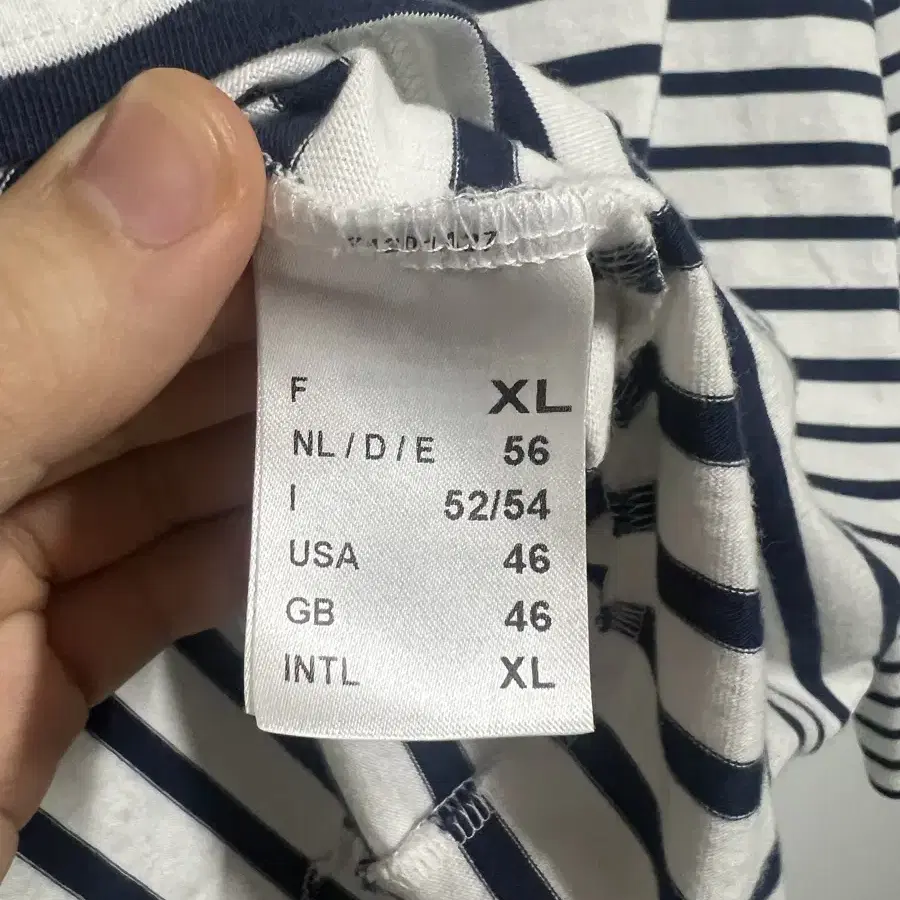 F XL
NL / D / E 56
I 52/54
USA 46
GB 46
INTL XL